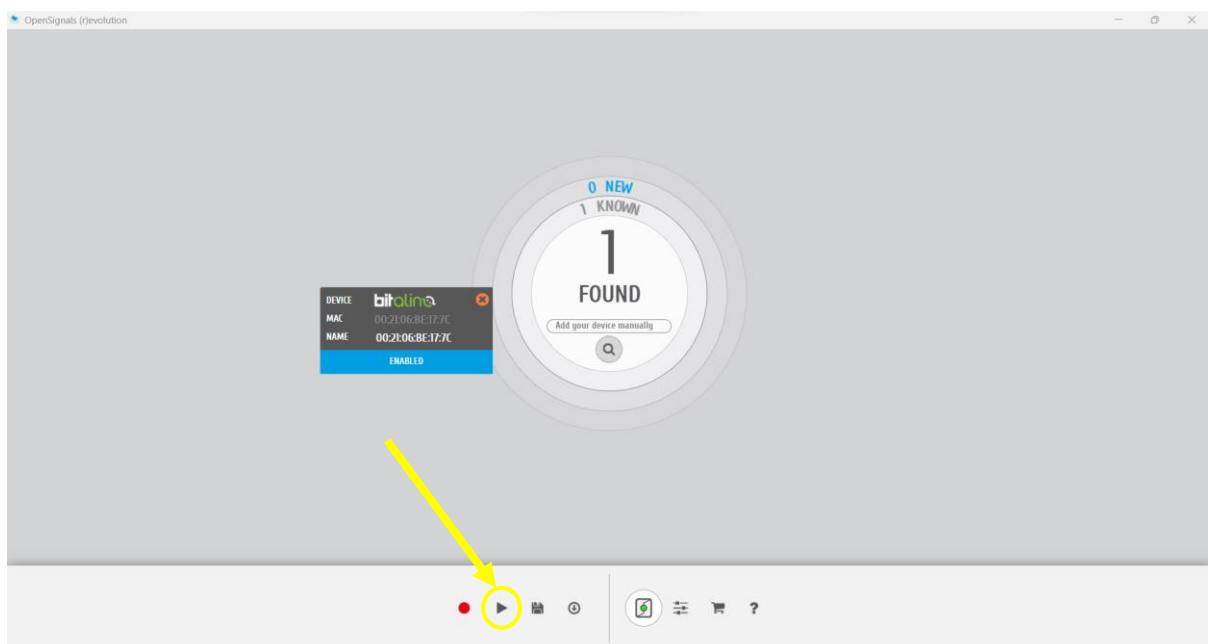 OpenSignals (r)evolution
0 NEW
1 KNOWN
1
FOUND
Add your device manually
DEVICE bitalino
MAC 00:21:06:BE:17:7C
NAME 00:21:06:BE:17:7C
ENABLED
?